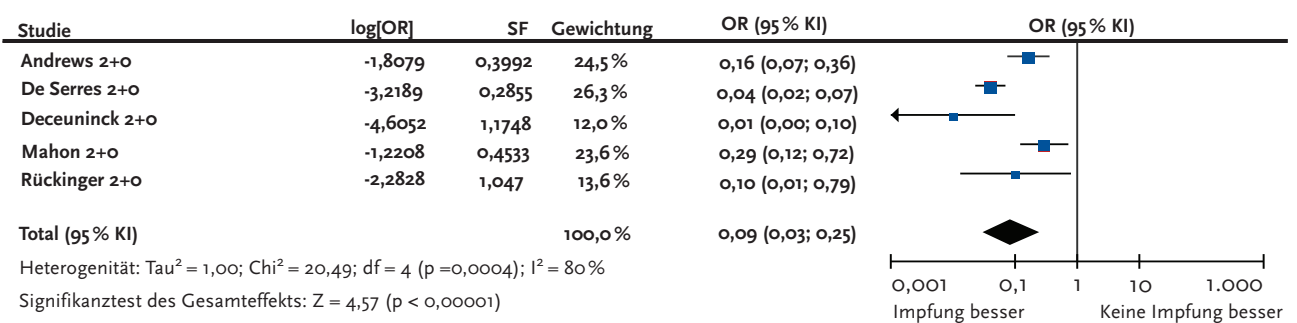 Studie log[OR] SF Gewichtung OR (95 % KI) OR (95 % KI)
Andrews 2+0 -1,8079 0,3992 24,5 % 0,16 (0,07; 0,36)
De Serres 2+0 -3,2189 0,2855 26,3 % 0,04 (0,02; 0,07)
Deceuninck 2+0 -4,6052 1,1748 12,0 % 0,01 (0,00; 0,10)
Mahon 2+0 -1,2208 0,4533 23,6 % 0,29 (0,12; 0,72)
Rückinger 2+0 -2,2828 1,047 13,6 % 0,10 (0,01; 0,79)
Total (95 % KI) 100,0 % 0,09 (0,03; 0,25)
Heterogenität: Tau² = 1,00; Chi² = 20,49; df = 4 (p =0,0004); I² = 80 %
Signifikanztest des Gesamteffekts: Z = 4,57 (p < 0,00001)
0,001 0,1 1 10 1.000
Impfung besser Keine Impfung besser